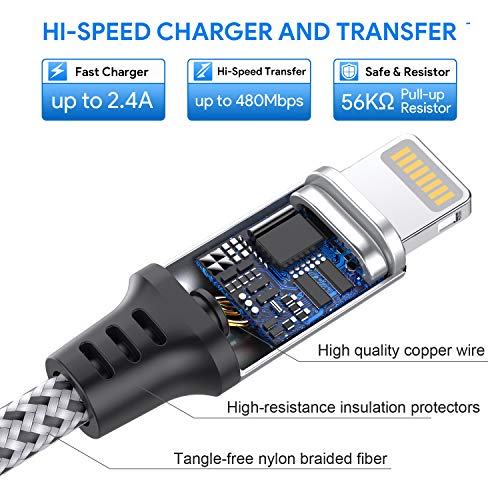 HI-SPEED CHARGER AND TRANSFER
Fast Charger
up to 2.4A
Hi-Speed Transfer
up to 480Mbps
Safe & Resistor
56KΩ Pull-up
Resistor
High quality copper wire
High-resistance insulation protectors
Tangle-free nylon braided fiber